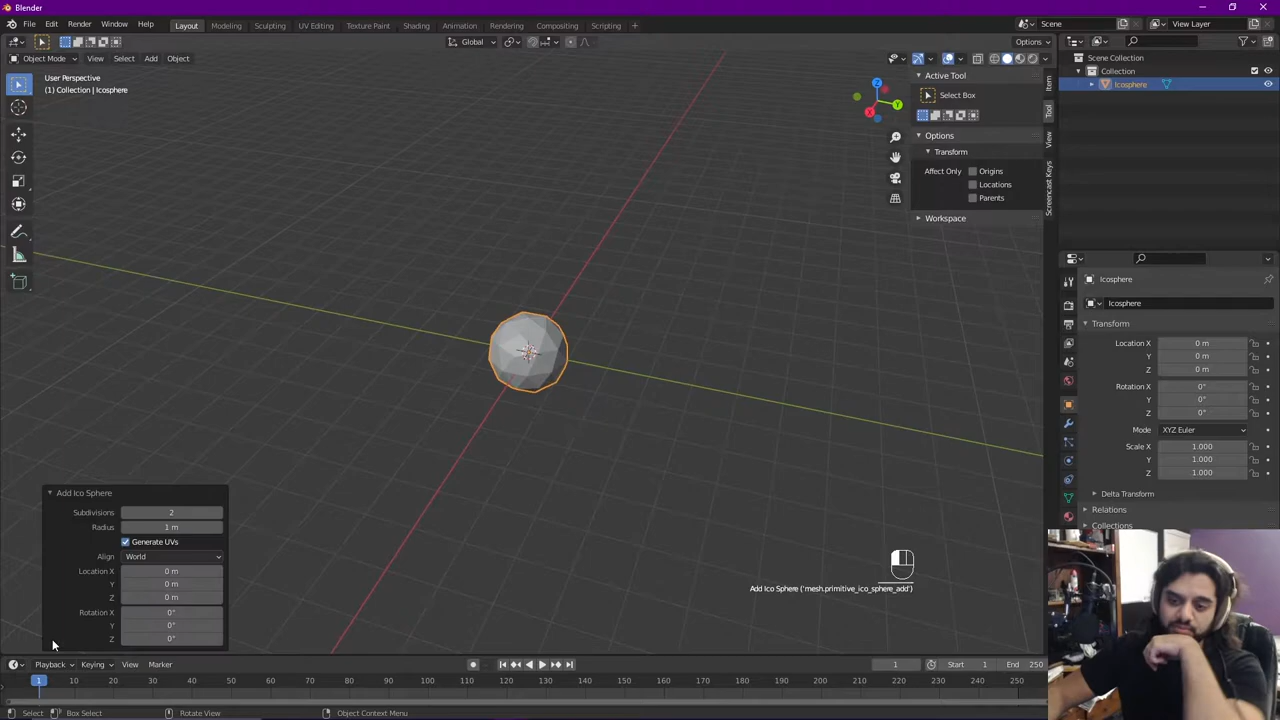 Blender
File Edit Render Window Help Layout Modeling Sculpting UV Editing Texture Paint Shading Animation Rendering Compositing Scripting + Scene View Layer
Global Options
Object Mode View Select Add Object
User Perspective
(1) Collection | Icosphere
Z
Y
X
Active Tool
Select Box
Options
Transform
Affect Only Origins
Locations
Parents
Workspace
Item
Tool
View
Screencast Keys
Scene Collection
Collection
Icosphere
Icosphere
Icosphere
Transform
Location X 0 m
Y 0 m
Z 0 m
Rotation X 0°
Y 0°
Z 0°
Mode XYZ Euler
Scale X 1.000
Y 1.000
Z 1.000
Delta Transform
Relations
Collections
Add Ico Sphere
Subdivisions 2
Radius 1 m
Generate UVs
Align World
Location X 0 m
Y 0 m
Z 0 m
Rotation X 0°
Y 0°
Z 0°
Add Ico Sphere ('mesh.primitive_ico_sphere_add')
Playback Keying View Marker 1 Start 1 End 250
1 10 20 30 40 50 60 70 80 90 100 110 120 130 140 150 160 170 180 190 200 210 220 230 240 250
Select Box Select Rotate View Object Context Menu